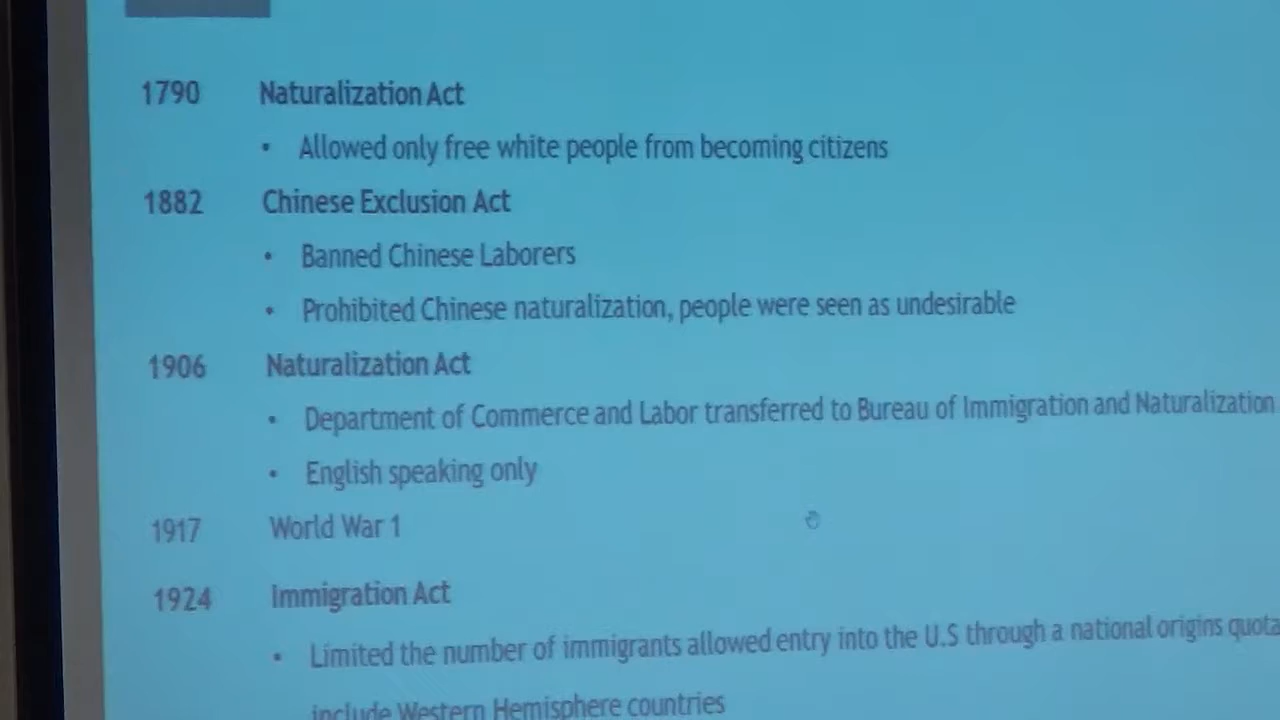 1790 Naturalization Act
• Allowed only free white people from becoming citizens
1882 Chinese Exclusion Act
• Banned Chinese Laborers
• Prohibited Chinese naturalization, people were seen as undesirable
1906 Naturalization Act
• Department of Commerce and Labor transferred to Bureau of Immigration and Naturalization
• English speaking only
1917 World War 1
1924 Immigration Act
• Limited the number of immigrants allowed entry into the U.S through a national origins quota
include Western Hemisphere countries